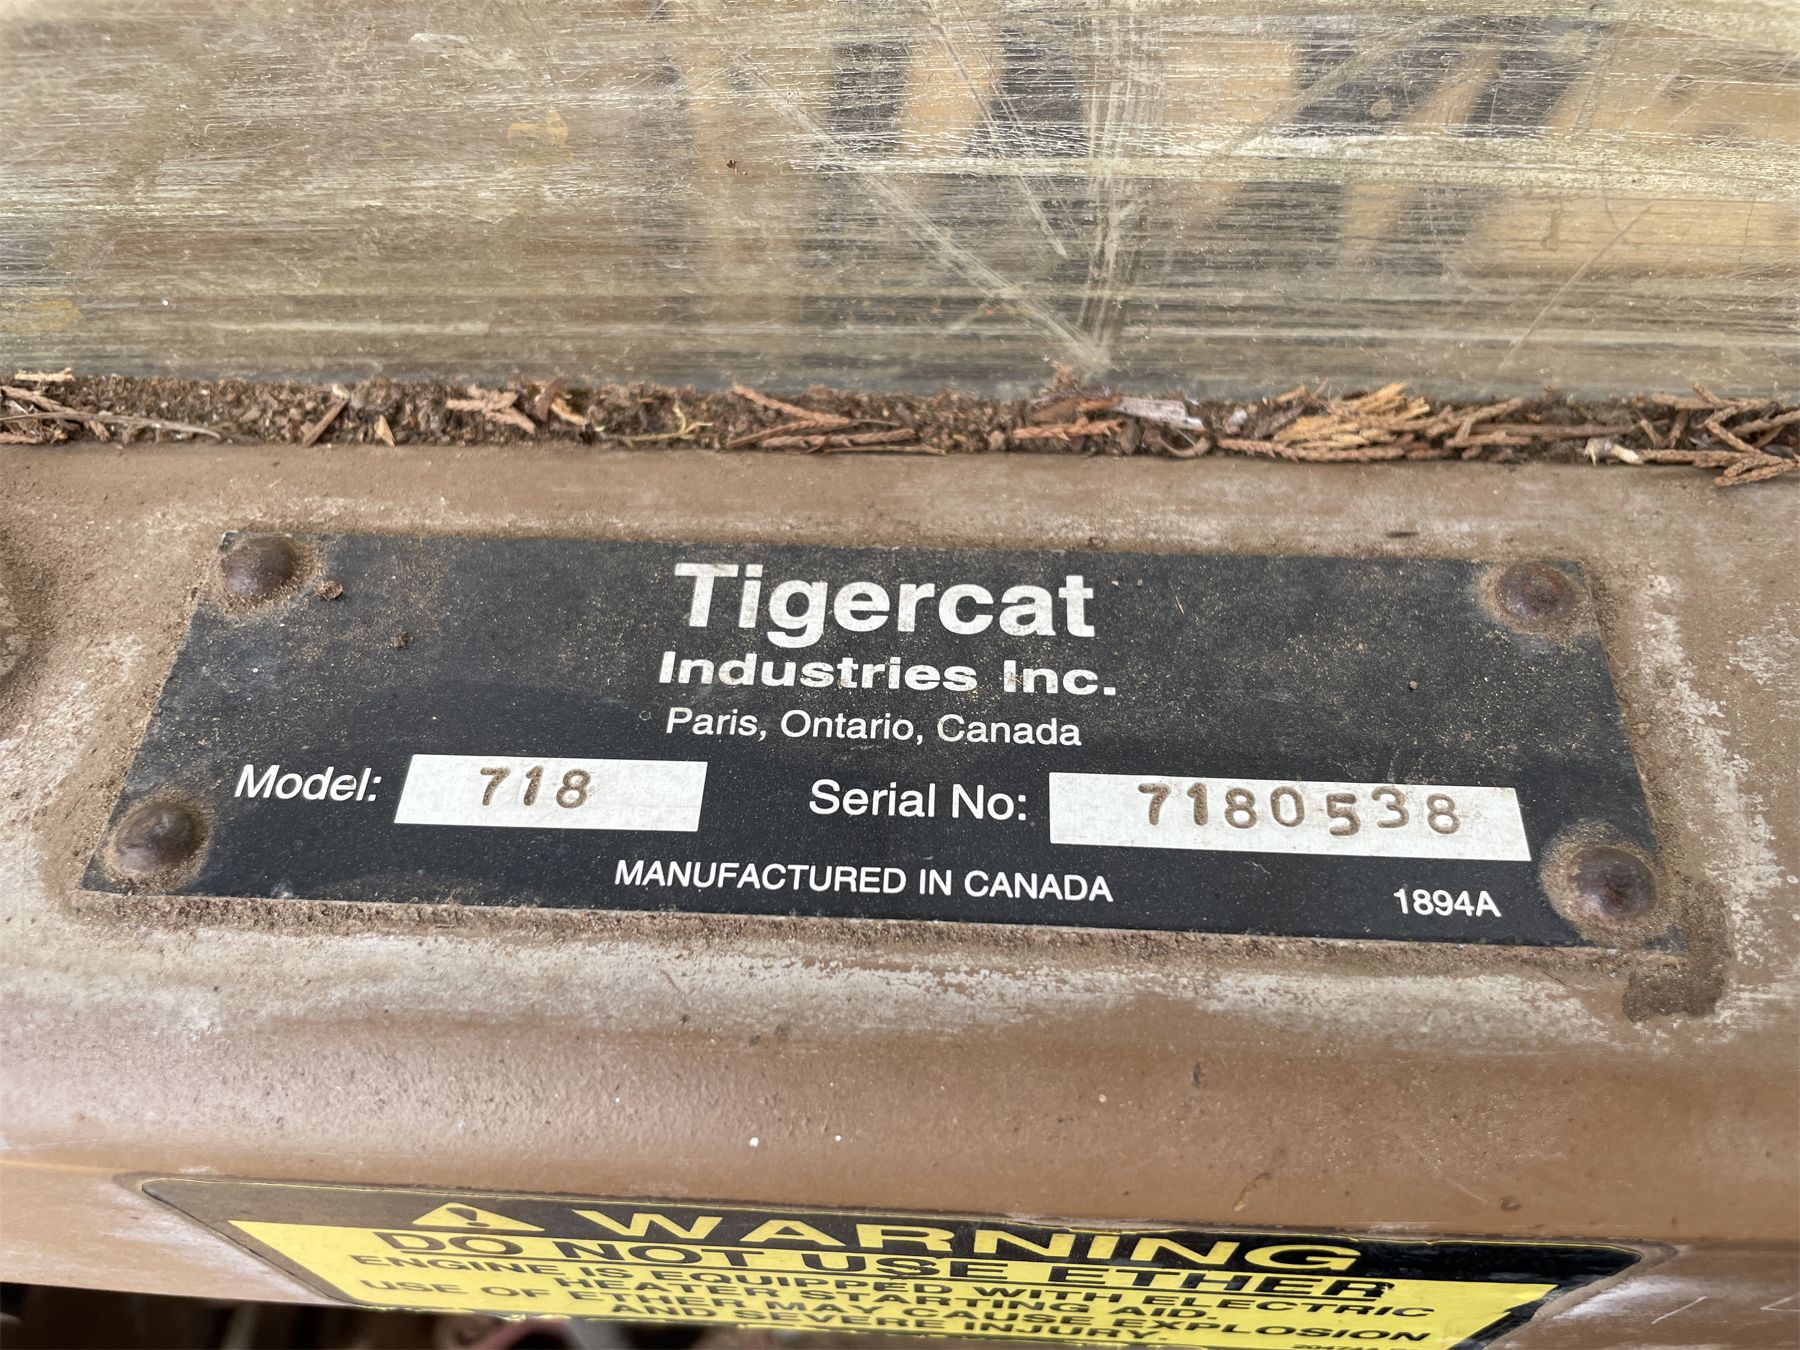 Tigercat
Industries Inc.
Paris, Ontario, Canada
Model: 718 Serial No: 7180538
MANUFACTURED IN CANADA 1894A
WARNING
DO NOT USE ETHER
ENGINE IS EQUIPPED WITH ELECTRIC
HEATER STARTING AID.
USE OF ETHER MAY CAUSE EXPLOSION
AND SEVERE INJURY.